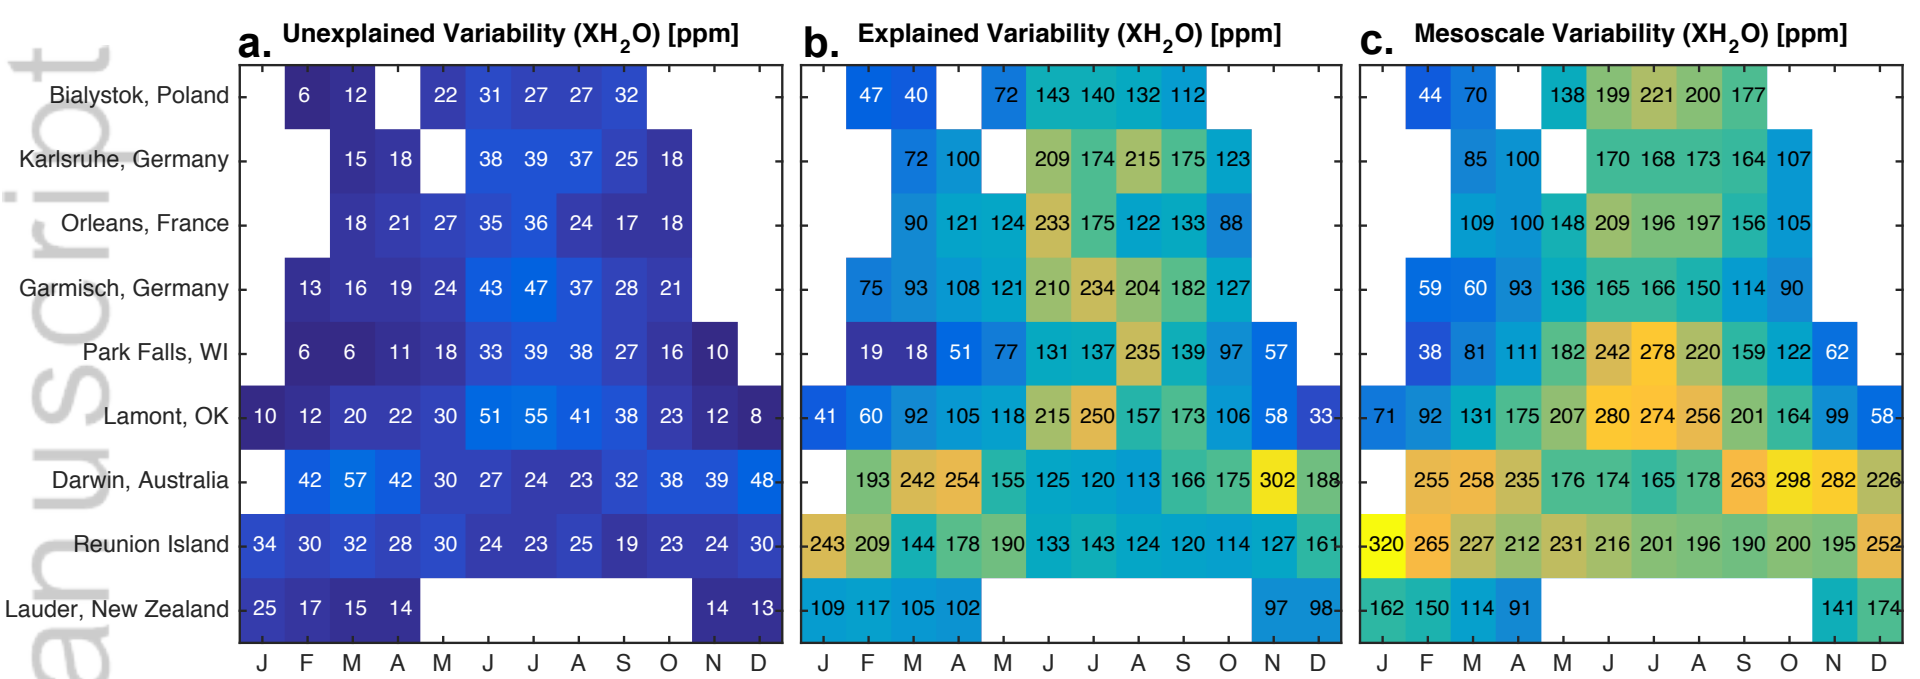 a. Unexplained Variability (XH2O) [ppm]
b. Explained Variability (XH2O) [ppm]
c. Mesoscale Variability (XH2O) [ppm]
Bialystok, Poland 6 12 22 31 27 27 32 47 40 72 143 140 132 112 44 70 138 199 221 200 177
Karlsruhe, Germany 15 18 38 39 37 25 18 72 100 209 174 215 175 123 85 100 170 168 173 164 107
Orleans, France 18 21 27 35 36 24 17 18 90 121 124 233 175 122 133 88 109 100 148 209 196 197 156 105
Garmisch, Germany 13 16 19 24 43 47 37 28 21 75 93 108 121 210 234 204 182 127 59 60 93 136 165 166 150 114 90
Park Falls, WI 6 6 11 18 33 39 38 27 16 10 19 18 51 77 131 137 235 139 97 57 38 81 111 182 242 278 220 159 122 62
Lamont, OK 10 12 20 22 30 51 55 41 38 23 12 8 41 60 92 105 118 215 250 157 173 106 58 33 71 92 131 175 207 280 274 256 201 164 99 58
Darwin, Australia 42 57 42 30 27 24 23 32 38 39 48 193 242 254 155 125 120 113 166 175 302 188 255 258 235 176 174 165 178 263 298 282 226
Reunion Island 34 30 32 28 30 24 23 25 19 23 24 30 243 209 144 178 190 133 143 124 120 114 127 161 320 265 227 212 231 216 201 196 190 200 195 252
Lauder, New Zealand 25 17 15 14 14 13 109 117 105 102 97 98 162 150 114 91 141 174
J F M A M J J A S O N D J F M A M J J A S O N D J F M A M J J A S O N D
anuscript